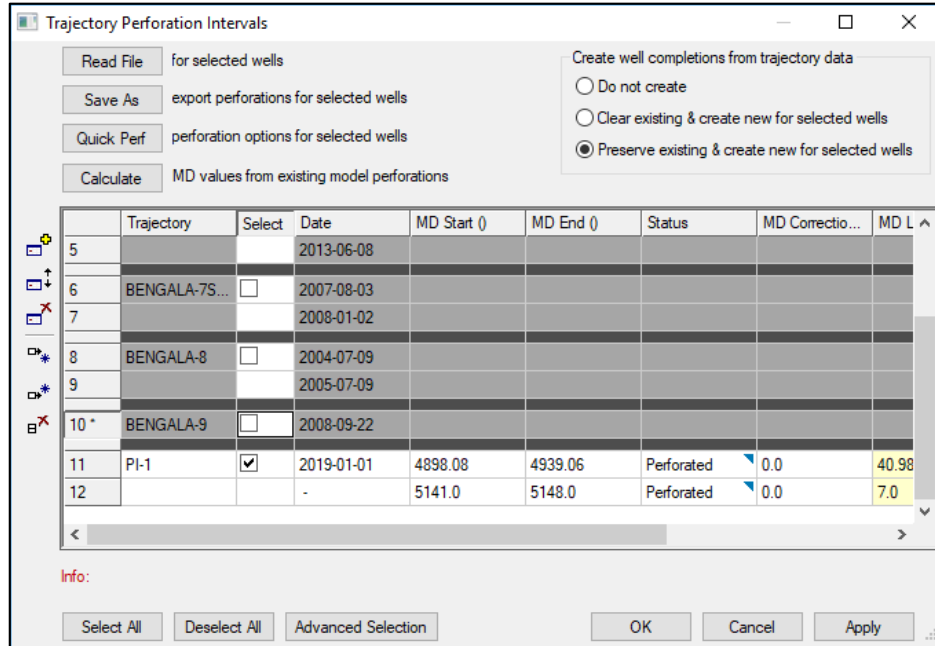 Trajectory Perforation Intervals
Read File for selected wells
Save As export perforations for selected wells
Quick Perf perforation options for selected wells
Calculate MD values from existing model perforations
Create well completions from trajectory data
Do not create
Clear existing & create new for selected wells
Preserve existing & create new for selected wells
Trajectory Select Date MD Start () MD End () Status MD Correctio... MD L
5 2013-06-08
6 BENGALA-7S... 2007-08-03
7 2008-01-02
8 BENGALA-8 2004-07-09
9 2005-07-09
10 * BENGALA-9 2008-09-22
11 PI-1 2019-01-01 4898.08 4939.06 Perforated 0.0 40.98
12 - 5141.0 5148.0 Perforated 0.0 7.0
Info:
Select All Deselect All Advanced Selection OK Cancel Apply